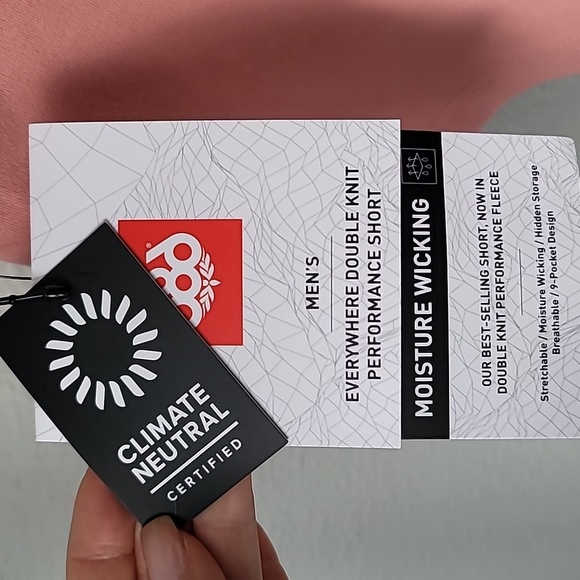 686
®
MEN'S
EVERYWHERE DOUBLE KNIT
PERFORMANCE SHORT
MOISTURE WICKING
OUR BEST-SELLING SHORT, NOW IN
DOUBLE KNIT PERFORMANCE FLEECE
Stretchable / Moisture Wicking / Hidden Storage
Breathable / 9-Pocket Design
CLIMATE
NEUTRAL
CERTIFIED